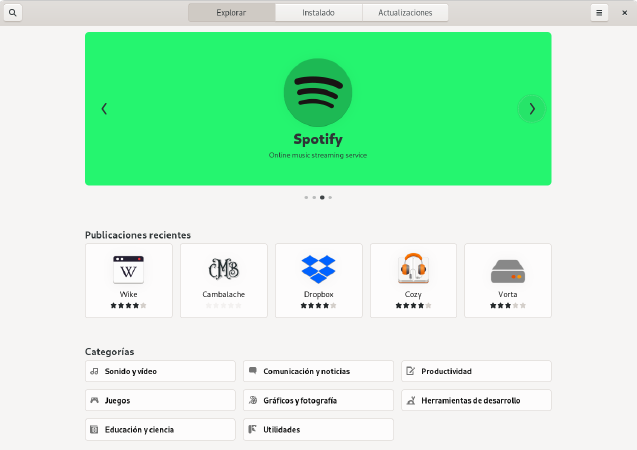 Explorar
Instalado
Actualizaciones
Spotify
Online music streaming service
Publicaciones recientes
W
CMB
Wike
Cambalache
Dropbox
Cozy
Vorta
Categorías
Sonido y vídeo
Comunicación y noticias
Productividad
Juegos
Gráficos y fotografía
Herramientas de desarrollo
Educación y ciencia
Utilidades